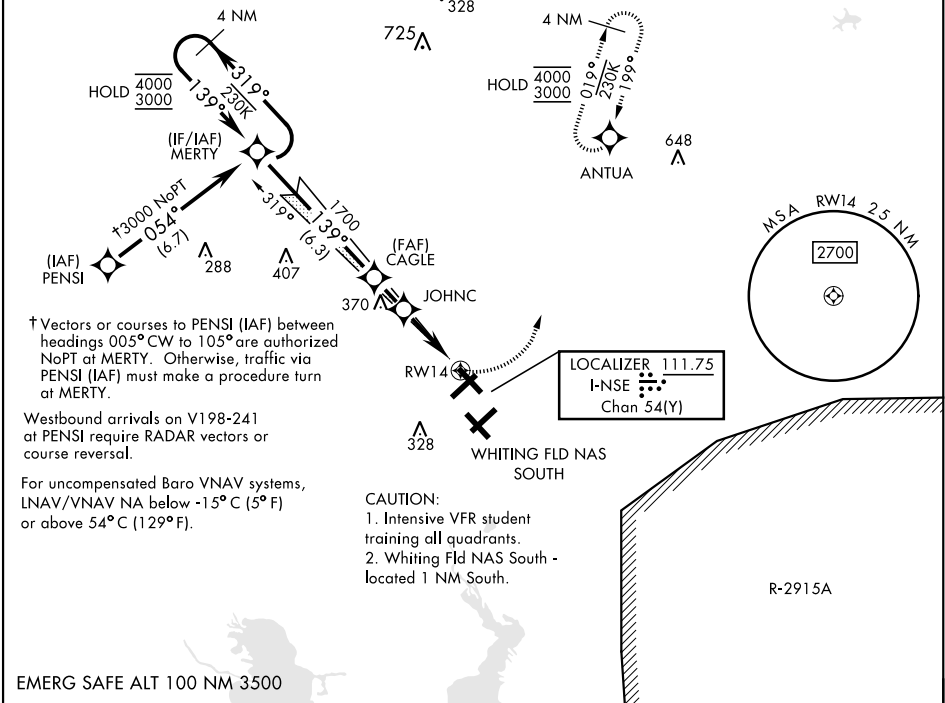 328
4 NM
725
4 NM
HOLD 4000
3000
319°
230K
139°
HOLD 4000
3000
019°
230K
199°
(IF/IAF)
MERTY
648
ANTUA
†3000 NoPT
054°
(6.7)
319°
1700
139°
(6.3)
MSA RW14 25 NM
2700
(IAF)
PENSI
288
407
(FAF)
CAGLE
370
JOHNC
† Vectors or courses to PENSI (IAF) between
headings 005° CW to 105° are authorized
NoPT at MERTY. Otherwise, traffic via
PENSI (IAF) must make a procedure turn
at MERTY.
RW14
LOCALIZER 111.75
I-NSE
Chan 54(Y)
Westbound arrivals on V198-241
at PENSI require RADAR vectors or
course reversal.
328
WHITING FLD NAS
SOUTH
For uncompensated Baro VNAV systems,
LNAV/VNAV NA below -15° C (5° F)
or above 54° C (129° F).
CAUTION:
1. Intensive VFR student
training all quadrants.
2. Whiting Fld NAS South -
located 1 NM South.
R-2915A
EMERG SAFE ALT 100 NM 3500